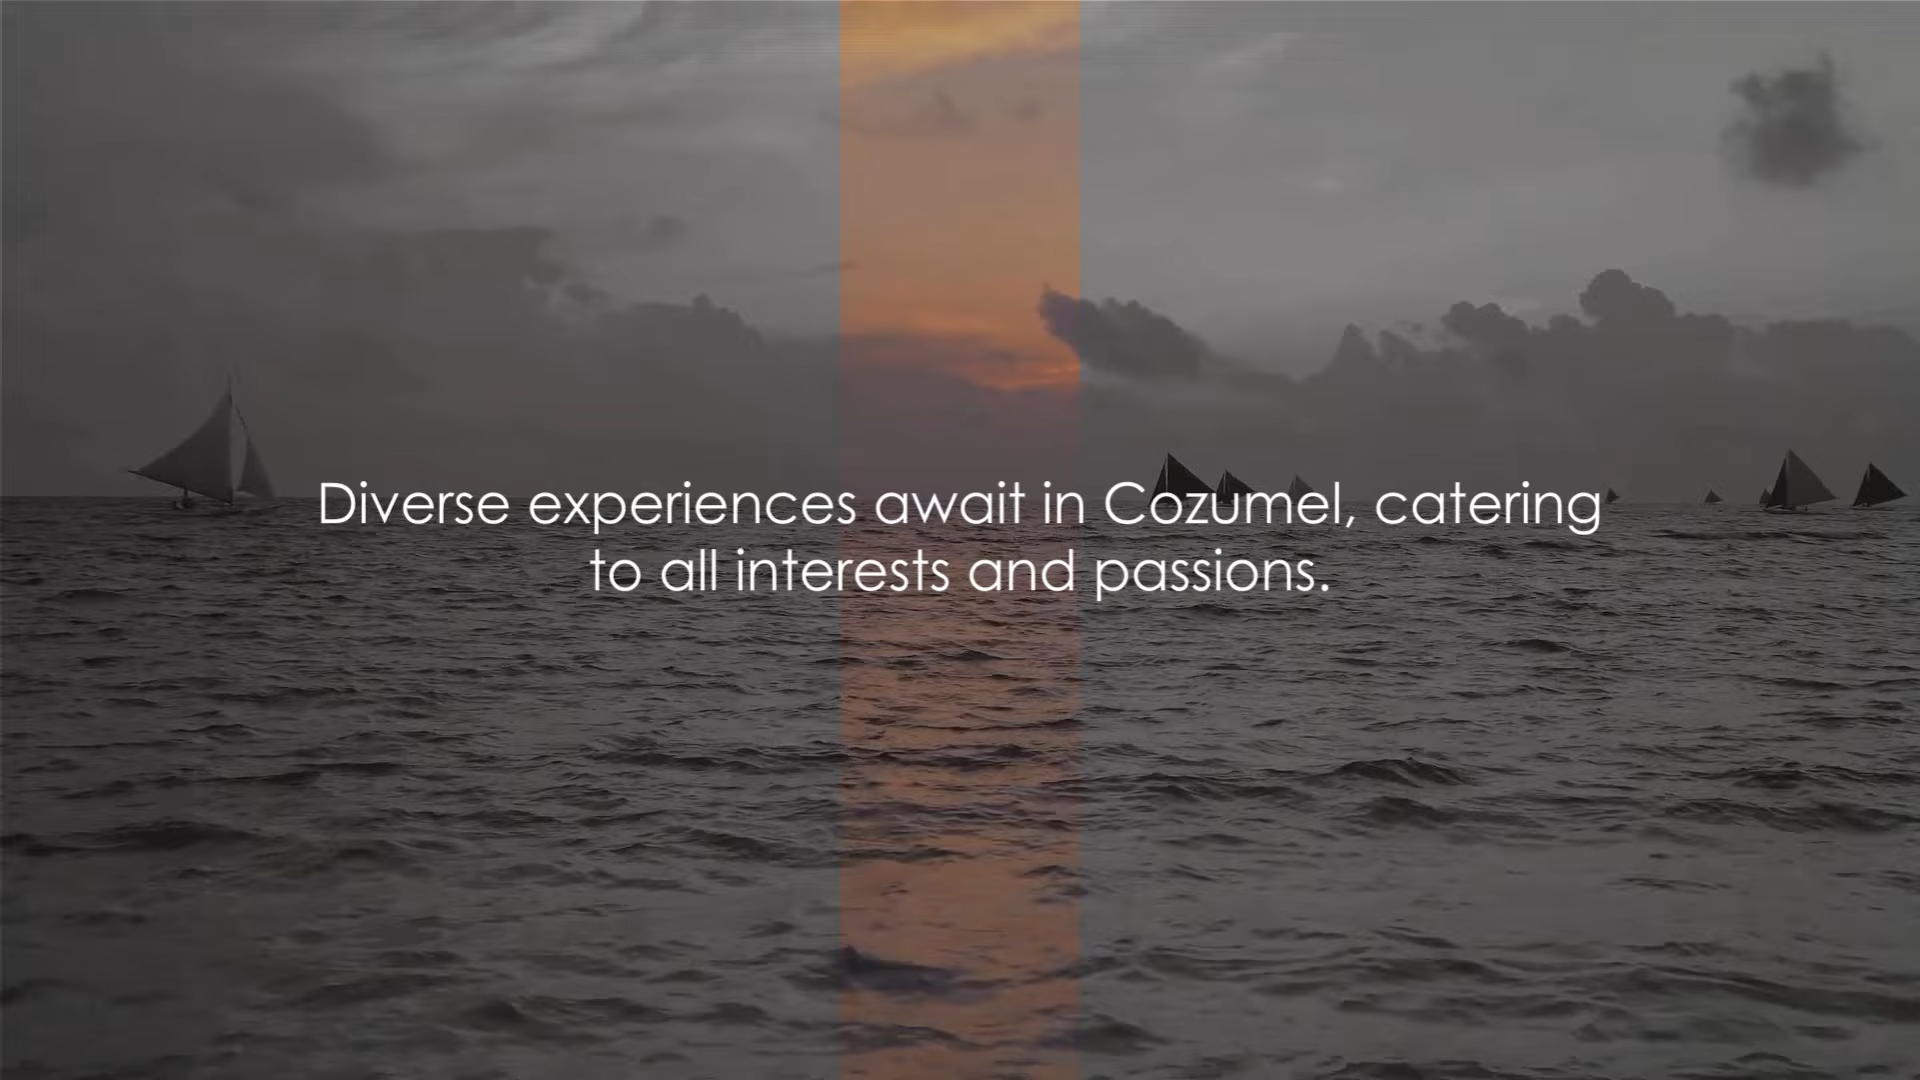 Diverse experiences await in Cozumel, catering
to all interests and passions.